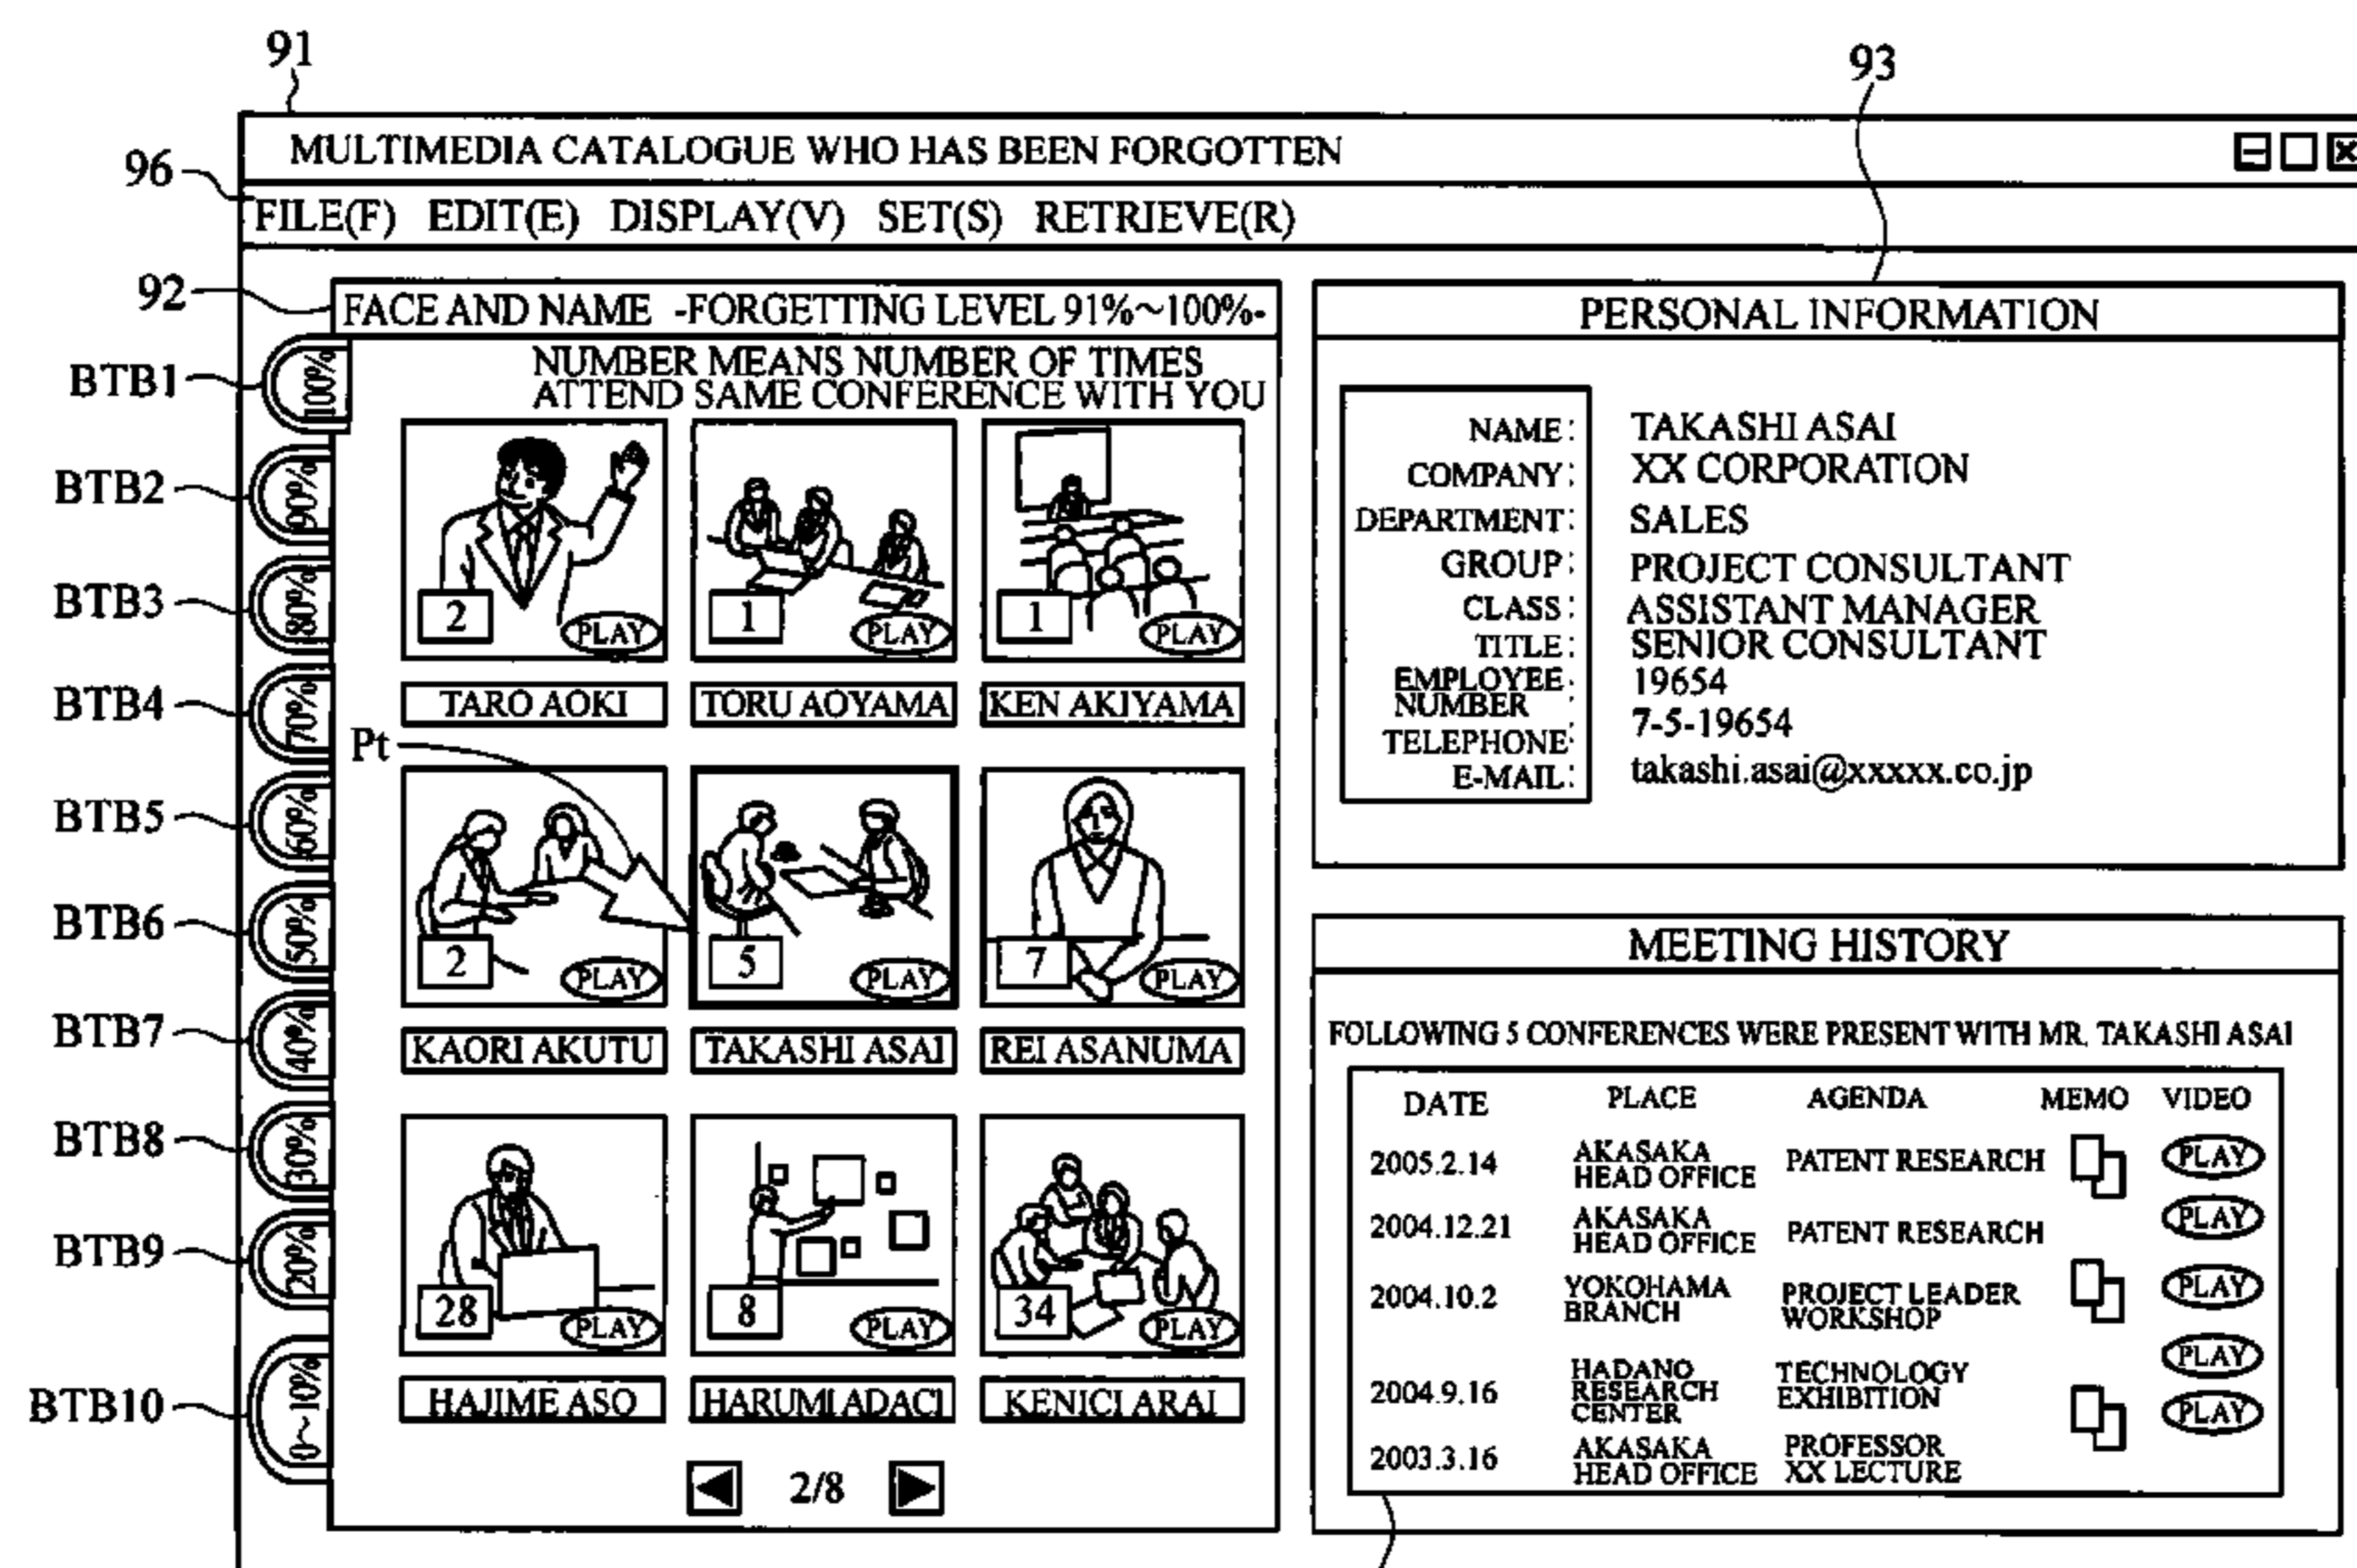 91
93
MULTIMEDIA CATALOGUE WHO HAS BEEN FORGOTTEN
96
FILE(F) EDIT(E) DISPLAY(V) SET(S) RETRIEVE(R)
92
FACE AND NAME -FORGETTING LEVEL 91%~100%-
NUMBER MEANS NUMBER OF TIMES
ATTEND SAME CONFERENCE WITH YOU
BTB1
100%
BTB2
90%
BTB3
80%
BTB4
70%
BTB5
60%
BTB6
50%
BTB7
40%
BTB8
30%
BTB9
20%
BTB10
0~10%
2 PLAY
1 PLAY
1 PLAY
TARO AOKI
TORU AOYAMA
KEN AKIYAMA
Pt
2 PLAY
5 PLAY
7 PLAY
KAORI AKUTU
TAKASHI ASAI
REI ASANUMA
28 PLAY
8 PLAY
34 PLAY
HAJIME ASO
HARUMI ADACI
KENICI ARAI
2/8
PERSONAL INFORMATION
NAME: TAKASHI ASAI
COMPANY: XX CORPORATION
DEPARTMENT: SALES
GROUP: PROJECT CONSULTANT
CLASS: ASSISTANT MANAGER
TITLE: SENIOR CONSULTANT
EMPLOYEE: 19654
NUMBER
TELEPHONE: 7-5-19654
E-MAIL: takashi.asai@xxxxx.co.jp
MEETING HISTORY
FOLLOWING 5 CONFERENCES WERE PRESENT WITH MR. TAKASHI ASAI
DATE PLACE AGENDA MEMO VIDEO
2005.2.14 AKASAKA HEAD OFFICE PATENT RESEARCH PLAY
2004.12.21 AKASAKA HEAD OFFICE PATENT RESEARCH PLAY
2004.10.2 YOKOHAMA BRANCH PROJECT LEADER WORKSHOP PLAY
2004.9.16 HADANO RESEARCH CENTER TECHNOLOGY EXHIBITION PLAY
2003.3.16 AKASAKA HEAD OFFICE PROFESSOR XX LECTURE PLAY